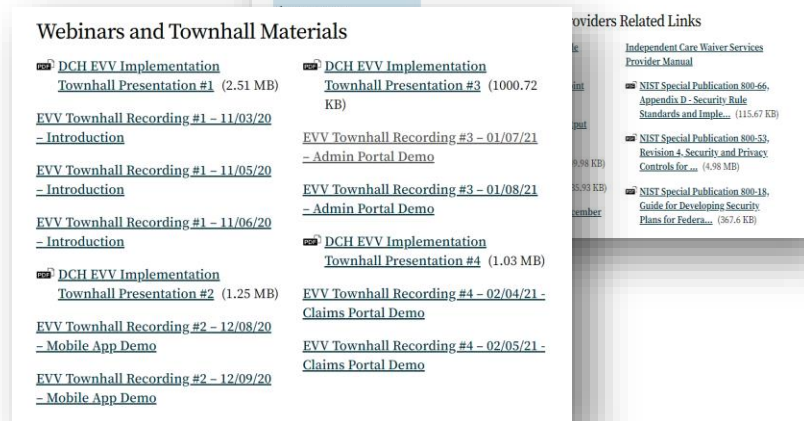 Webinars and Townhall Materials
DCH EVV Implementation
Townhall Presentation #1 (2.51 MB)
EVV Townhall Recording #1 – 11/03/20
– Introduction
EVV Townhall Recording #1 – 11/05/20
– Introduction
EVV Townhall Recording #1 – 11/06/20
– Introduction
DCH EVV Implementation
Townhall Presentation #2 (1.25 MB)
EVV Townhall Recording #2 – 12/08/20
– Mobile App Demo
EVV Townhall Recording #2 – 12/09/20
– Mobile App Demo
DCH EVV Implementation
Townhall Presentation #3 (1000.72
KB)
EVV Townhall Recording #3 – 01/07/21
– Admin Portal Demo
EVV Townhall Recording #3 – 01/08/21
– Admin Portal Demo
DCH EVV Implementation
Townhall Presentation #4 (1.03 MB)
EVV Townhall Recording #4 – 02/04/21 -
Claims Portal Demo
EVV Townhall Recording #4 – 02/05/21 -
Claims Portal Demo
Related Links
KB)
KB)
Independent Care Waiver Services
Provider Manual
NIST Special Publication 800-66,
Appendix D - Security Rule
Standards and Imple... (115.67 KB)
NIST Special Publication 800-53,
Revision 4, Security and Privacy
Controls for ... (4.98 MB)
NIST Special Publication 800-18,
Guide for Developing Security
Plans for Federa... (367.6 KB)